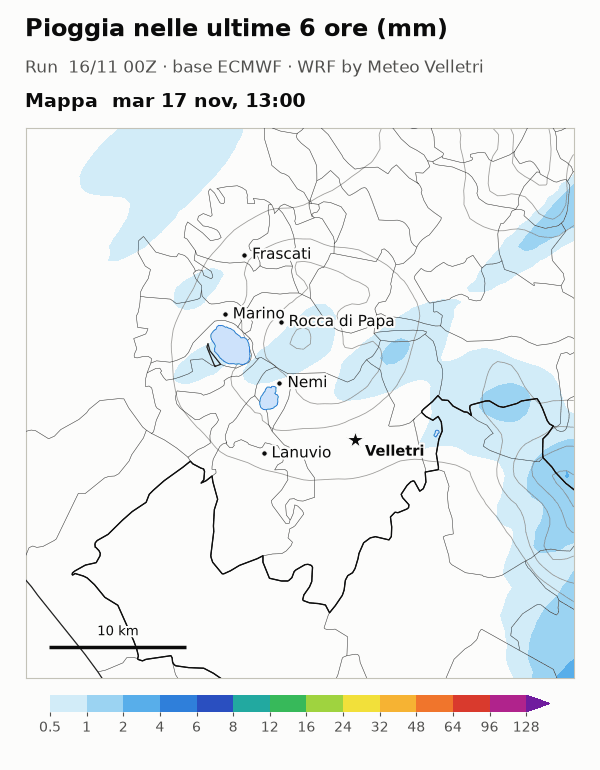 Pioggia nelle ultime 6 ore (mm)
Run  16/11 00Z · base ECMWF · WRF by Meteo Velletri
Mappa  mar 17 nov, 13:00
Frascati
Marino
Rocca di Papa
Nemi
Velletri
Lanuvio
10 km
0.5 1 2 4 6 8 12 16 24 32 48 64 96 128